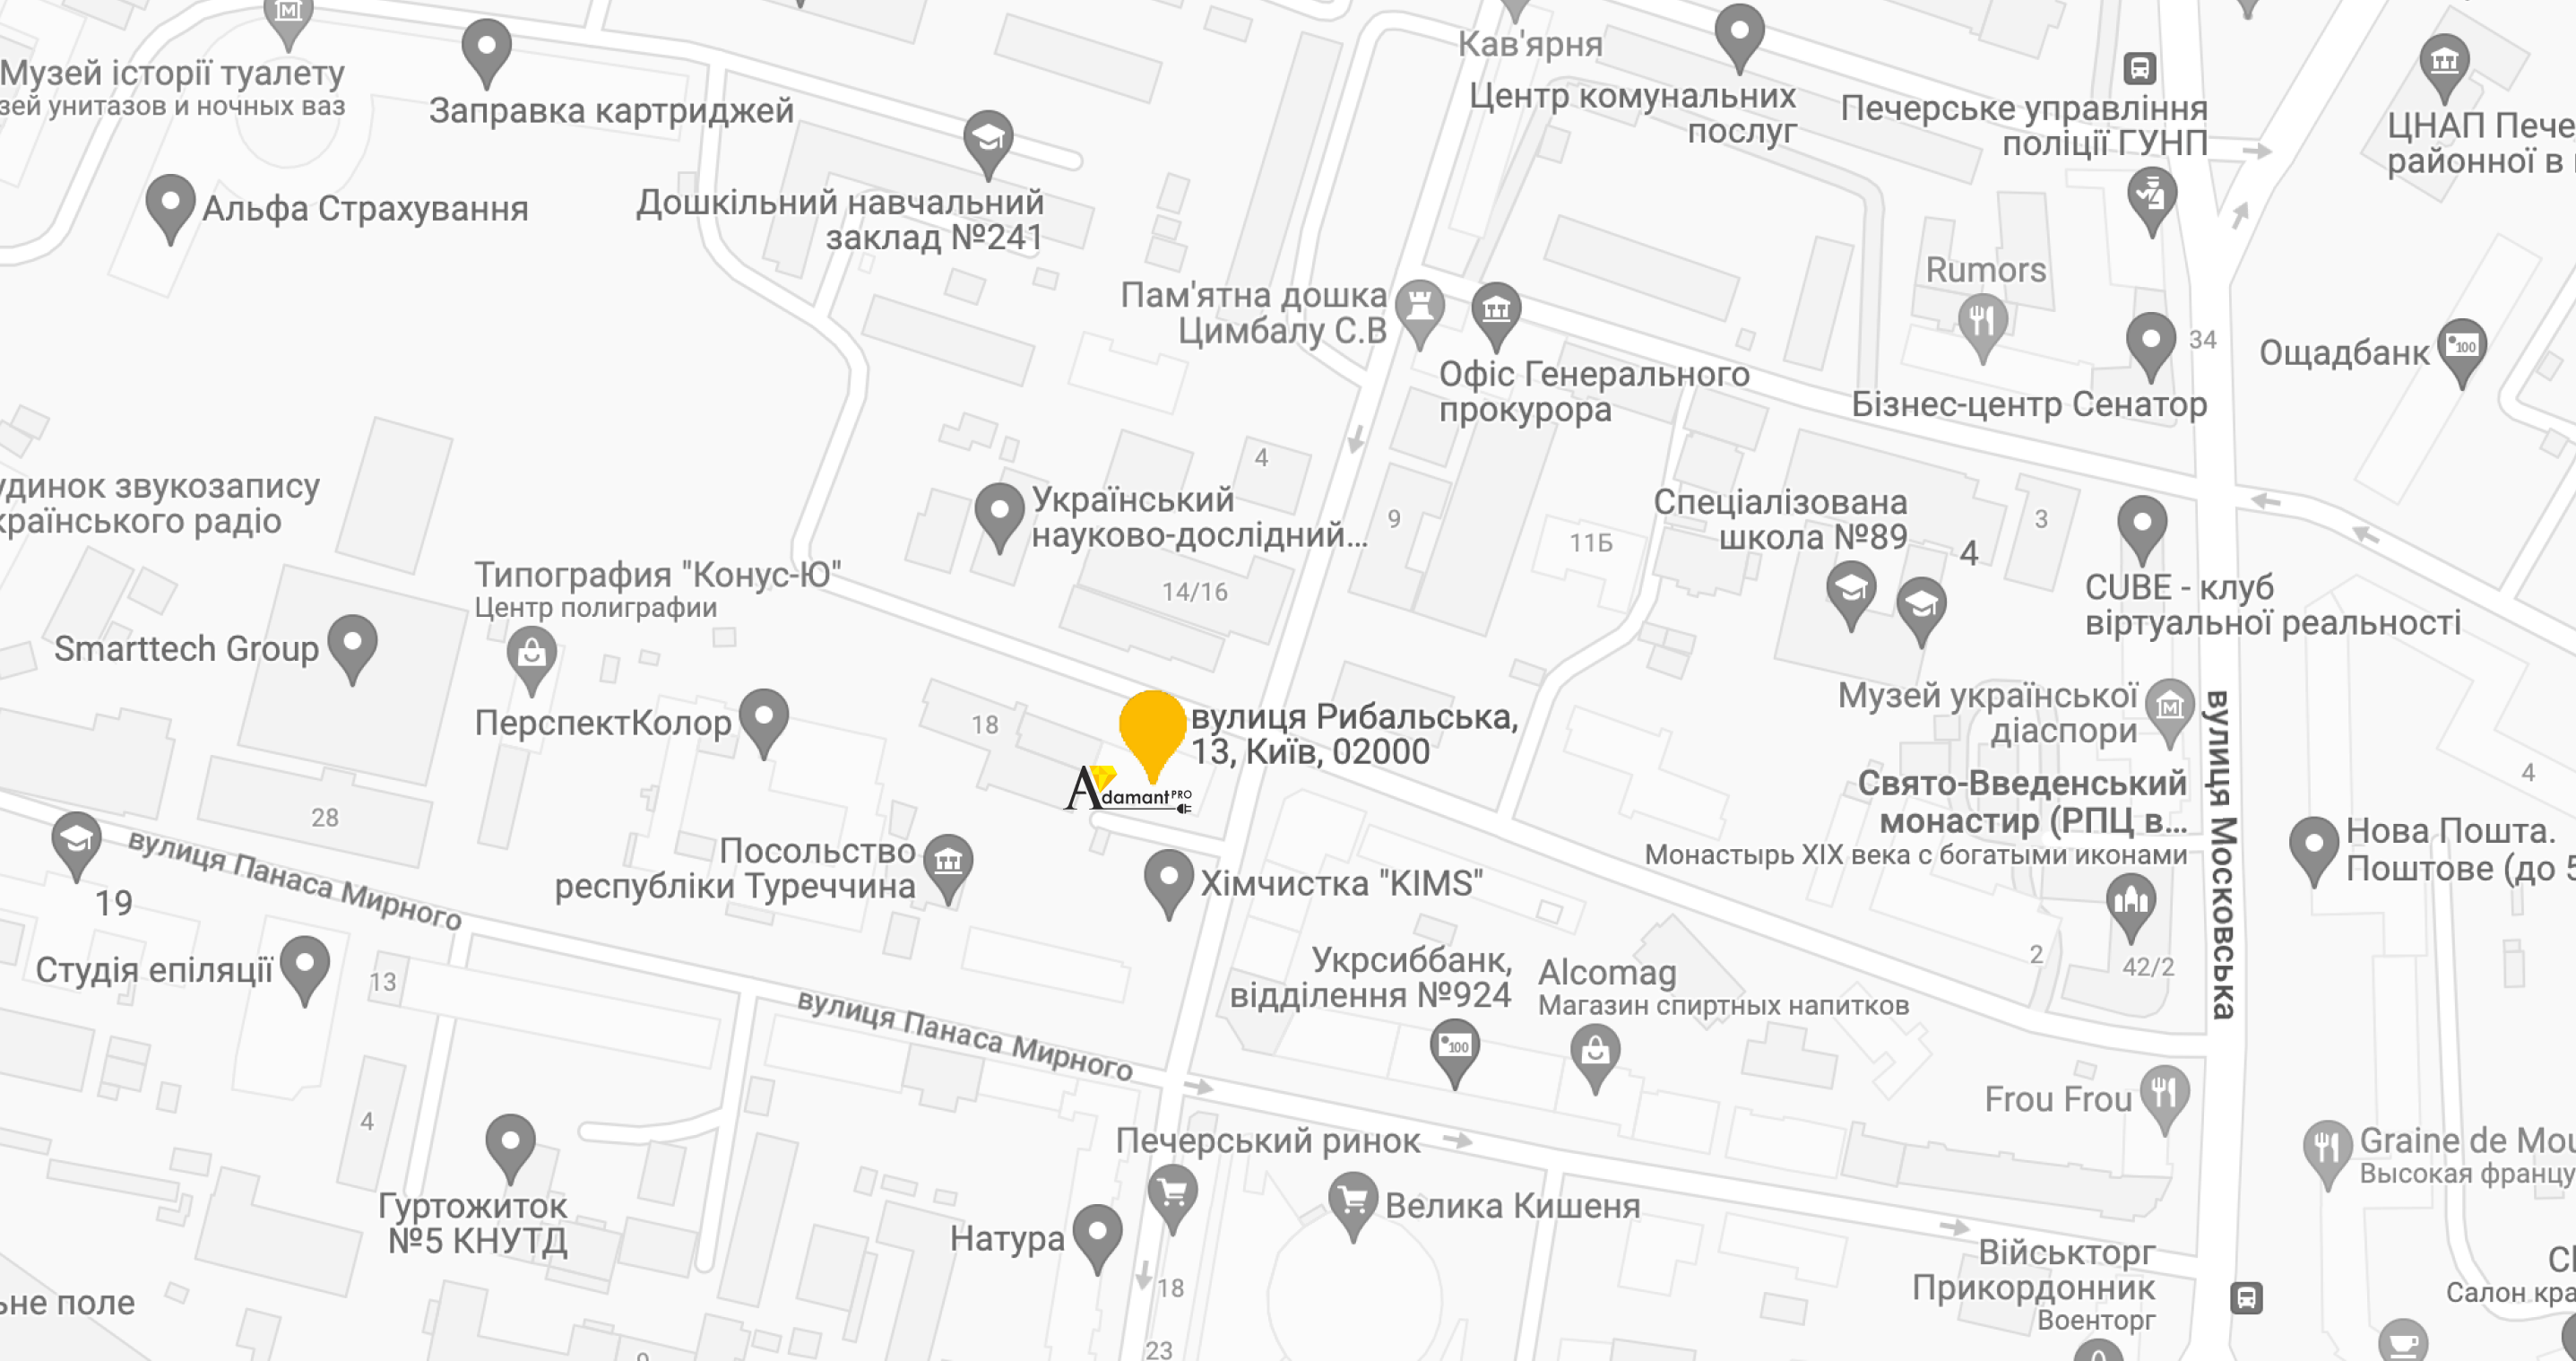 Кав'ярня
Музей історії туалету
зей унитазов и ночных ваз
Заправка картриджей
Центр комунальних
послуг
Печерське управління
поліції ГУНП
ЦНАП Пече
районної в
Альфа Страхування
Дошкільний навчальний
заклад №241
Rumors
Пам'ятна дошка
Цимбалу С.В
34
Ощадбанк
100
Офіс Генерального
прокурора
Бізнес-центр Сенатор
4
удинок звукозапису
країнського радіо
Український
науково-дослідний...
9
11Б
Спеціалізована
школа №89
4
3
CUBE - клуб
віртуальної реальності
Типография "Конус-Ю"
Центр полиграфии
14/16
Smarttech Group
ПерспектКолор
18
вулиця Рибальська,
13, Київ, 02000
Adamant PRO
Музей української
діаспори
вулиця Московська
Свято-Введенський
монастир (РПЦ в...
Монастырь XIX века с богатыми иконами
4
28
вулиця Панаса Мирного
19
Посольство
республіки Туреччина
Хімчистка "KIMS"
Нова Пошта.
Поштове (до 5
Студія епіляції
13
Укрсиббанк,
відділення №924
100
Alcomag
Магазин спиртных напитков
2
42/2
вулиця Панаса Мирного
Frou Frou
4
Печерський ринок
Graine de Mou
Высокая францу
Гуртожиток
№5 КНУТД
Натура
Велика Кишеня
18
Військторг
Прикордонник
Военторг
Салон кра
ьне поле
23
9